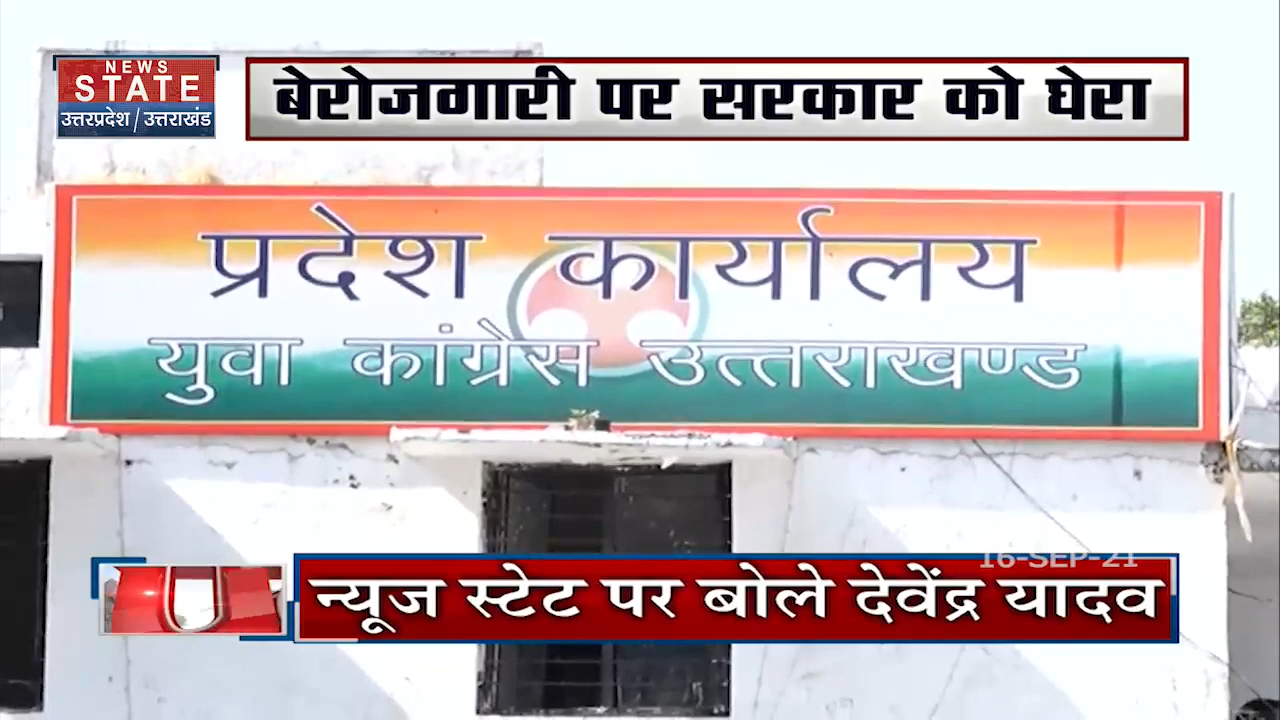 NEWS
STATE
उत्तरप्रदेश/उत्तराखंड
बेरोजगारी पर सरकार को घेरा
प्रदेश कार्यालय
युवा कांग्रेस उत्तराखण्ड
16-SEP-21
न्यूज स्टेट पर बोले देवेंद्र यादव